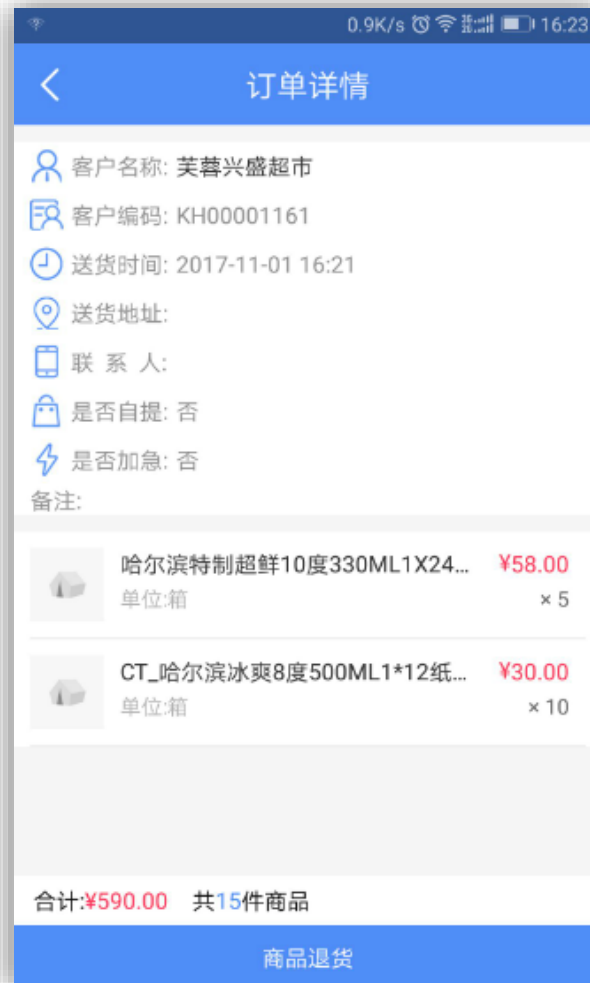 0.9K/s 16:23
订单详情
客户名称: 芙蓉兴盛超市
客户编码: KH00001161
送货时间: 2017-11-01 16:21
送货地址:
联 系 人:
是否自提: 否
是否加急: 否
备注:
哈尔滨特制超鲜10度330ML1X24... ¥58.00
单位:箱 × 5
CT_哈尔滨冰爽8度500ML1*12纸... ¥30.00
单位:箱 × 10
合计:¥590.00 共15件商品
商品退货